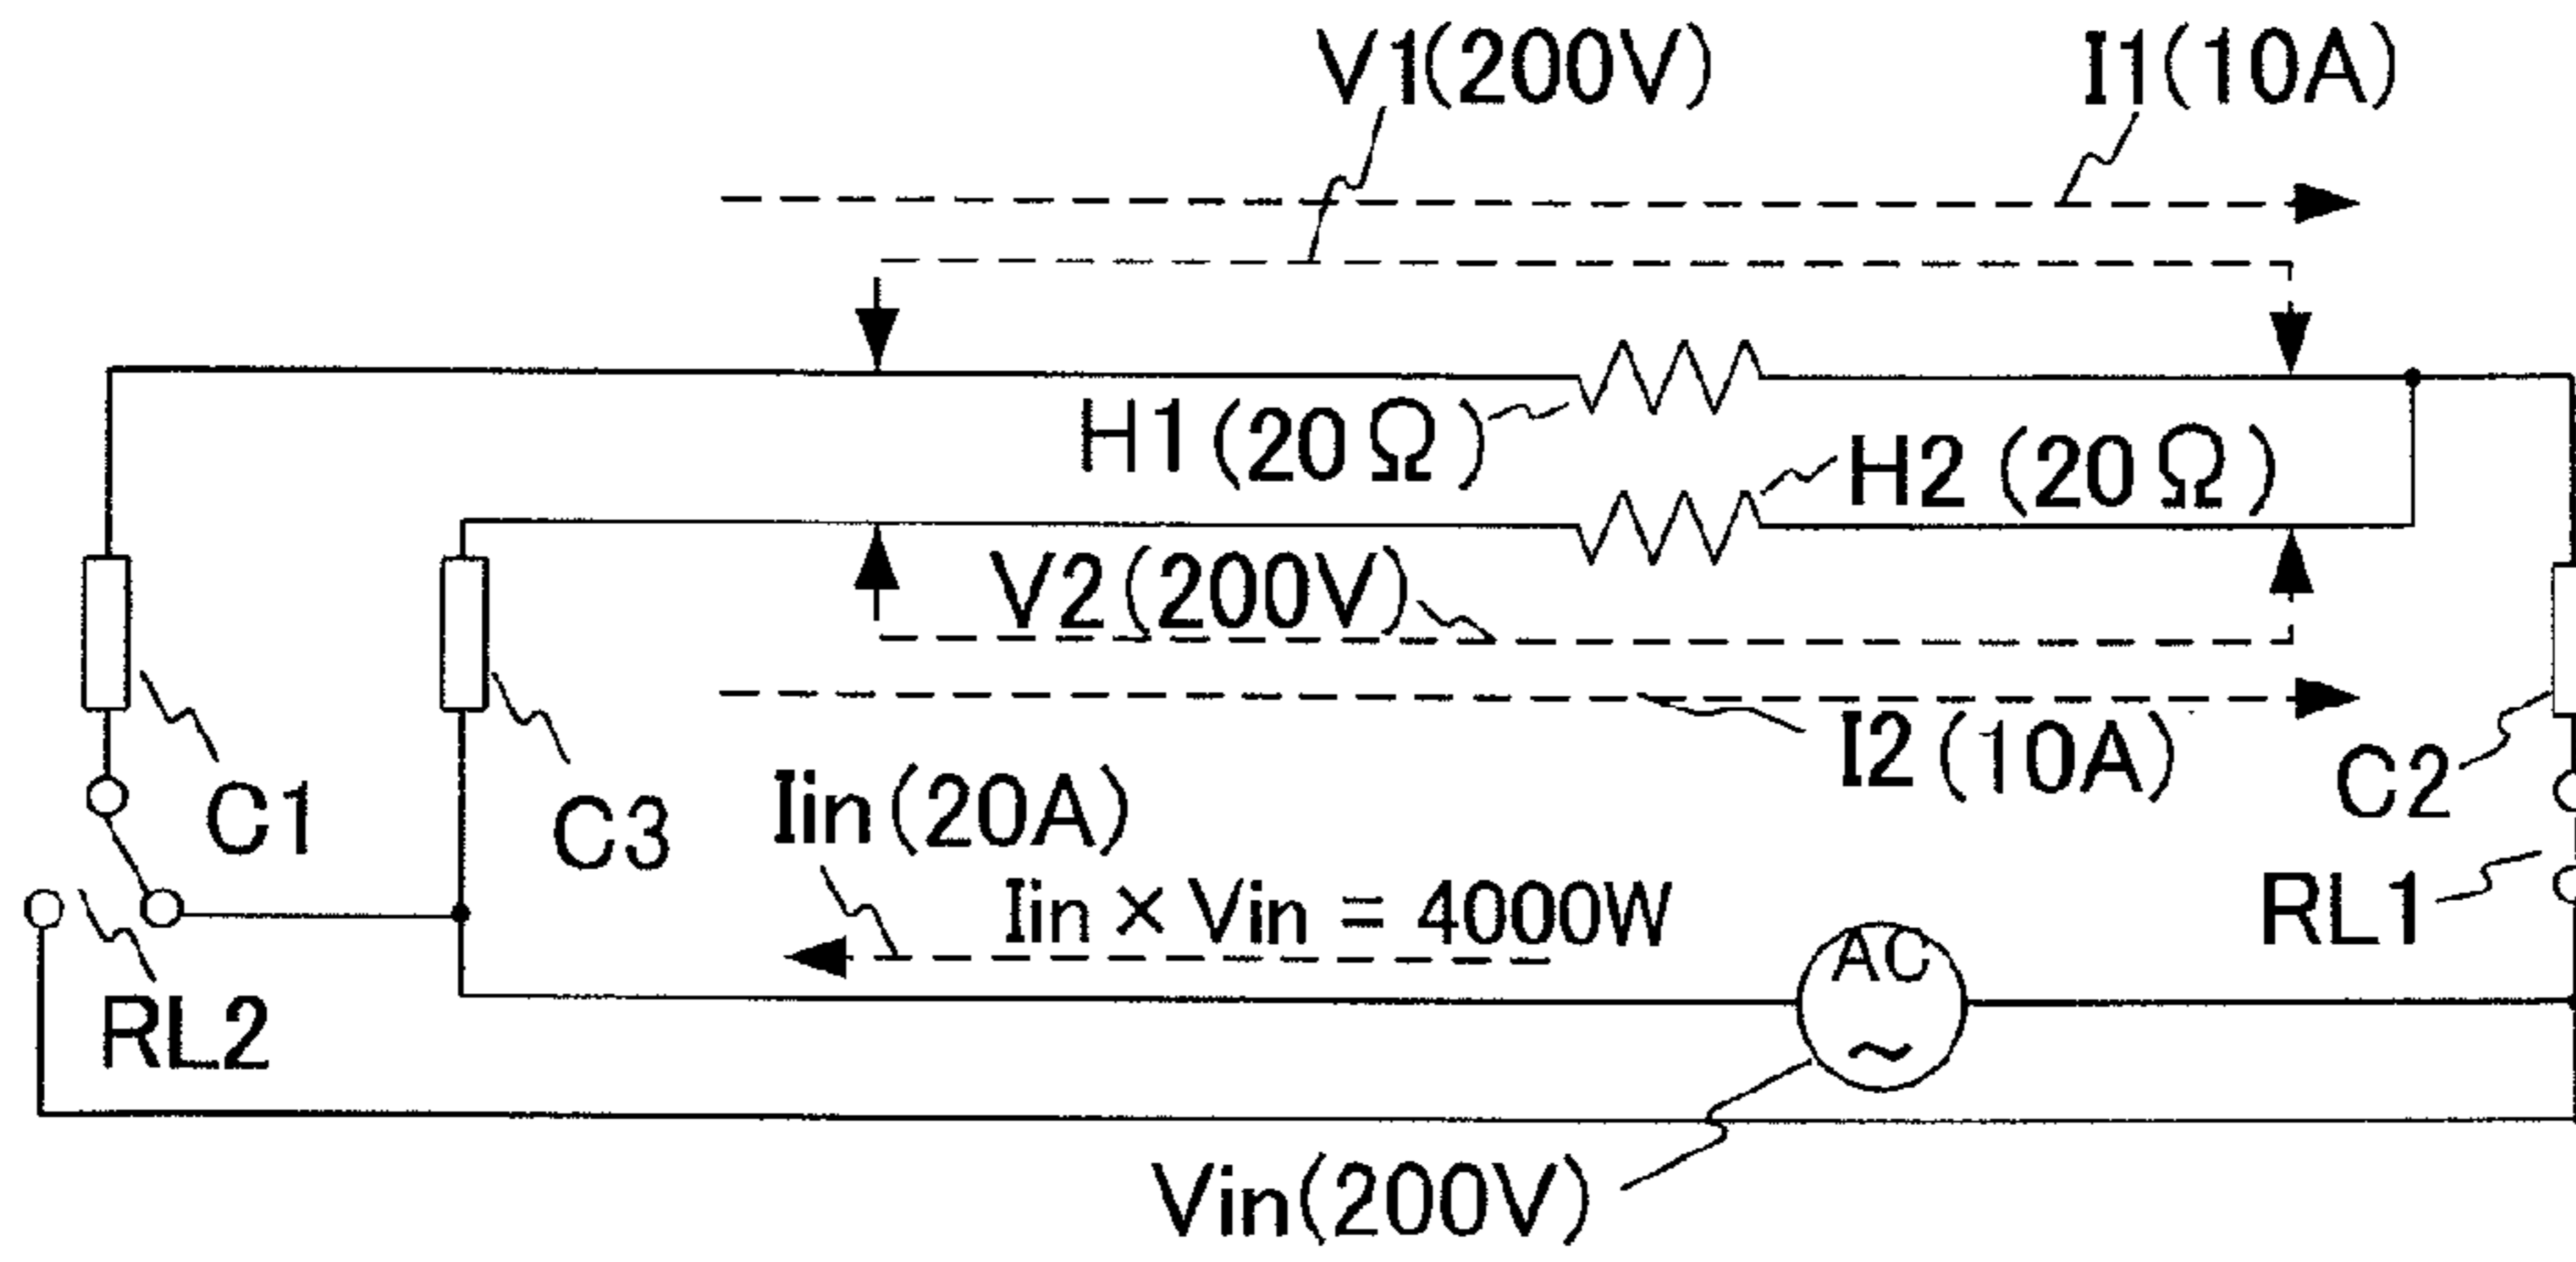 V1(200V)
I1(10A)
H1(20Ω)
H2(20Ω)
V2(200V)
I2(10A)
C1
C3
Iin(20A)
C2
Iin × Vin = 4000W
RL1
AC
~
RL2
Vin(200V)